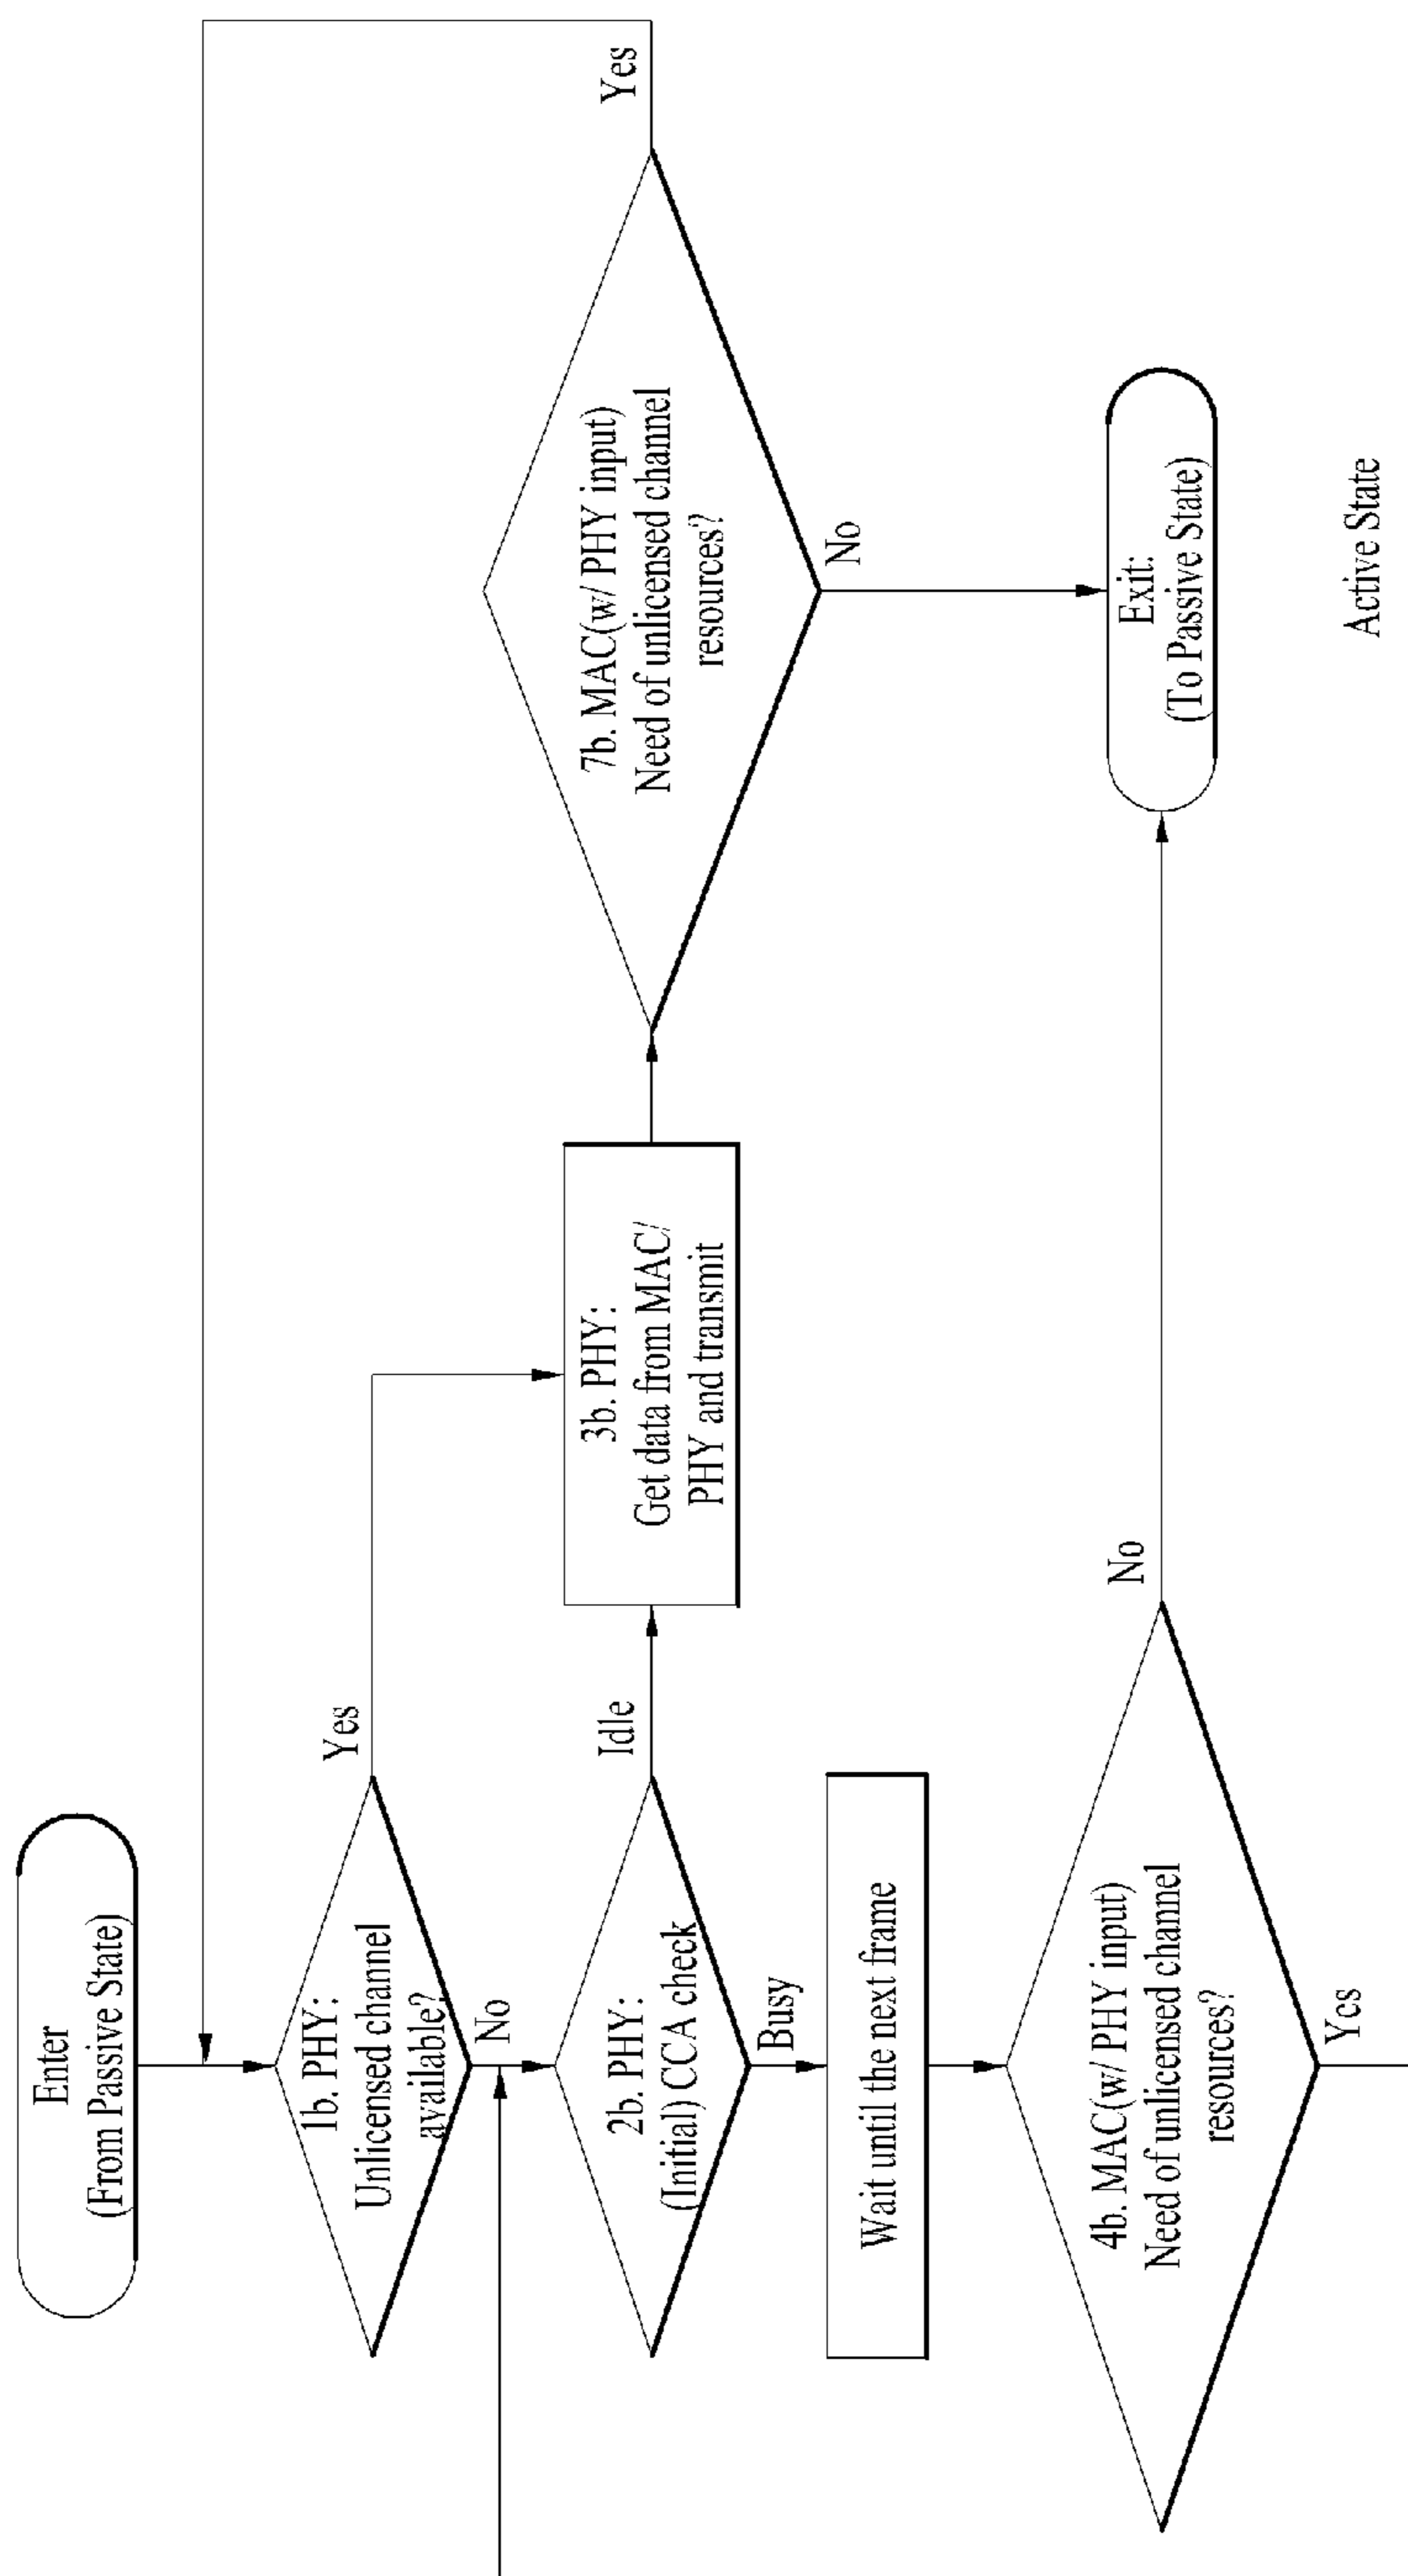 Enter
(From Passive State)
1b. PHY:
Unlicensed channel
available?
Yes
No
2b. PHY:
(Initial) CCA check
Idle
Busy
3b. PHY:
Get data from MAC/
PHY and transmit
7b. MAC(w/ PHY input)
Need of unlicensed channel
resources?
Yes
No
Wait until the next frame
4b. MAC(w/ PHY input)
Need of unlicensed channel
resources?
No
Yes
Exit:
(To Passive State)
Active State